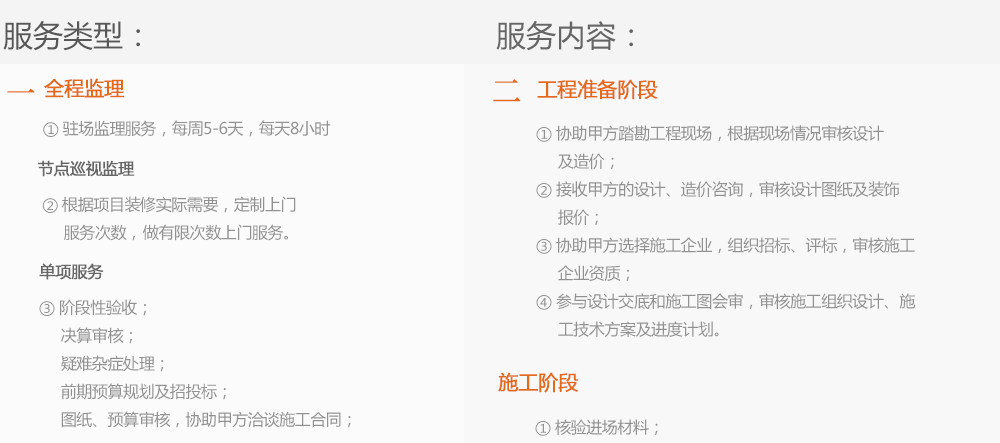 服务类型：
一 全程监理
① 驻场监理服务，每周5-6天，每天8小时
节点巡视监理
② 根据项目装修实际需要，定制上门
服务次数，做有限次数上门服务。
单项服务
③ 阶段性验收；
决算审核；
疑难杂症处理；
前期预算规划及招投标；
图纸、预算审核，协助甲方洽谈施工合同；
服务内容：
二 工程准备阶段
① 协助甲方踏勘工程现场，根据现场情况审核设计
及造价；
② 接收甲方的设计、造价咨询，审核设计图纸及装饰
报价；
③ 协助甲方选择施工企业，组织招标、评标，审核施工
企业资质；
④ 参与设计交底和施工图会审，审核施工组织设计、施
工技术方案及进度计划。
施工阶段
① 核验进场材料；